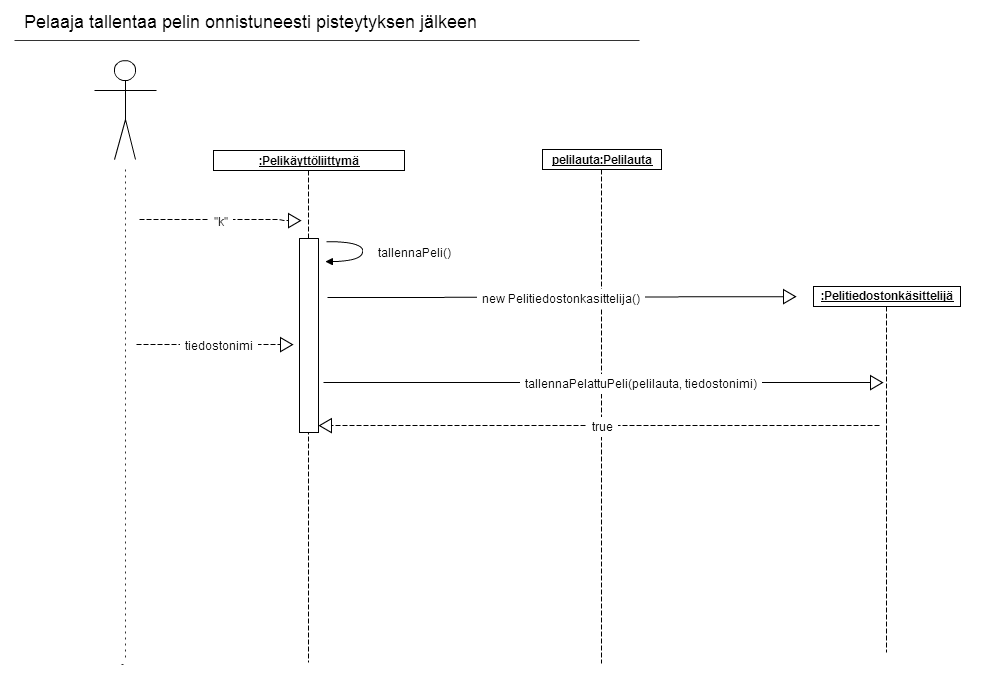 Pelaaja tallentaa pelin onnistuneesti pisteytyksen jälkeen
:Pelikäyttöliittymä
pelilauta:Pelilauta
"k"
tallennaPeli()
new Pelitiedostonkasittelija()
:Pelitiedostonkäsittelijä
tiedostonimi
tallennaPelattuPeli(pelilauta, tiedostonimi)
true